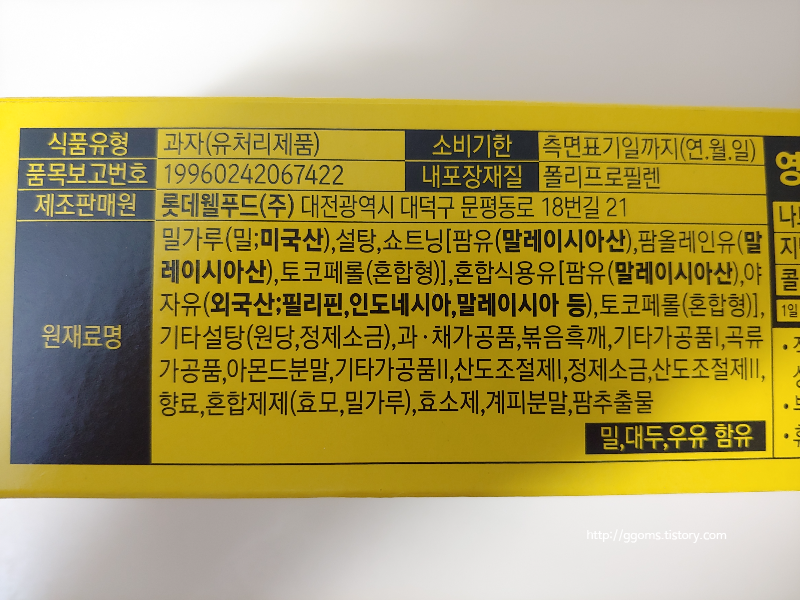 식품유형 과자(유처리제품) 소비기한 측면표기일까지(연.월.일)
품목보고번호 19960242067422 내포장재질 폴리프로필렌
제조판매원 롯데웰푸드(주) 대전광역시 대덕구 문평동로 18번길 21
원재료명
밀가루(밀;미국산),설탕,쇼트닝[팜유(말레이시아산),팜올레인유(말
레이시아산),토코페롤(혼합형)],혼합식용유[팜유(말레이시아산),야
자유(외국산;필리핀,인도네시아,말레이시아 등),토코페롤(혼합형)],
기타설탕(원당,정제소금),과·채가공품,볶음흑깨,기타가공품I,곡류
가공품,아몬드분말,기타가공품II,산도조절제I,정제소금,산도조절제II,
향료,혼합제제(효모,밀가루),효소제,계피분말,팜추출물
밀,대두,우유 함유
영
나
지
콜
1일
http://ggoms.tistory.com